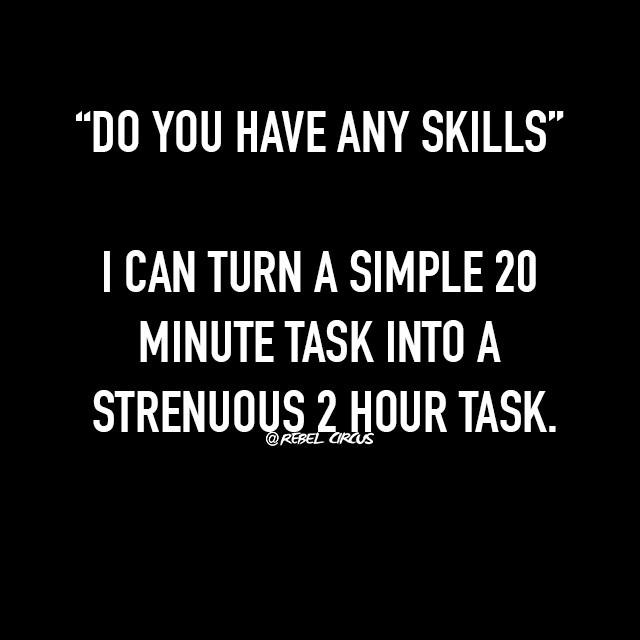 “DO YOU HAVE ANY SKILLS”
I CAN TURN A SIMPLE 20
MINUTE TASK INTO A
STRENUOUS 2 HOUR TASK.
@REBEL CIRCUS